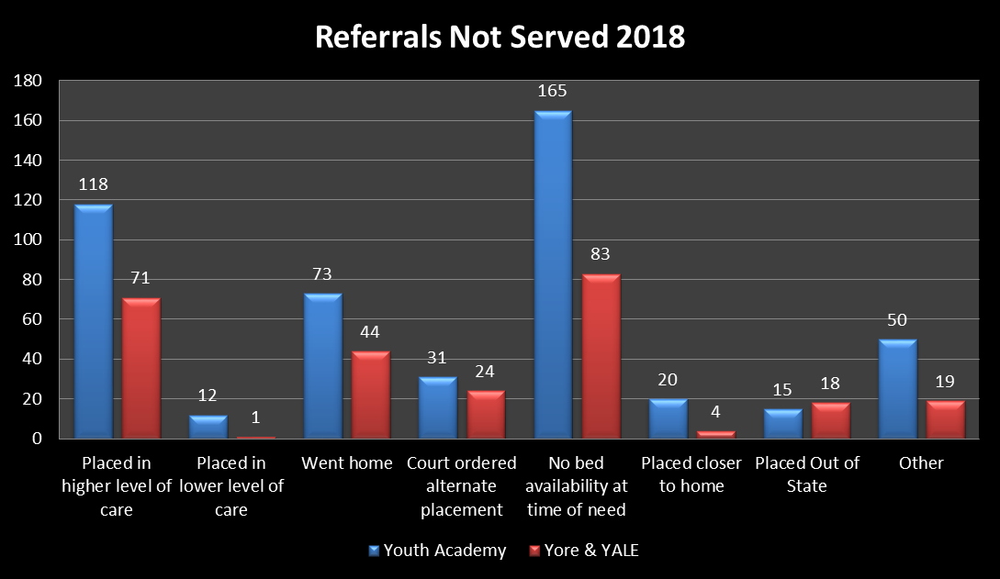 Referrals Not Served 2018
180
160
140
120
100
80
60
40
20
0
118
71
12
1
73
44
31
24
165
83
20
4
15
18
50
19
Placed in
higher level of
care
Placed in
lower level of
care
Went home
Court ordered
alternate
placement
No bed
availability at
time of need
Placed closer
to home
Placed Out of
State
Other
Youth Academy
Yore & YALE